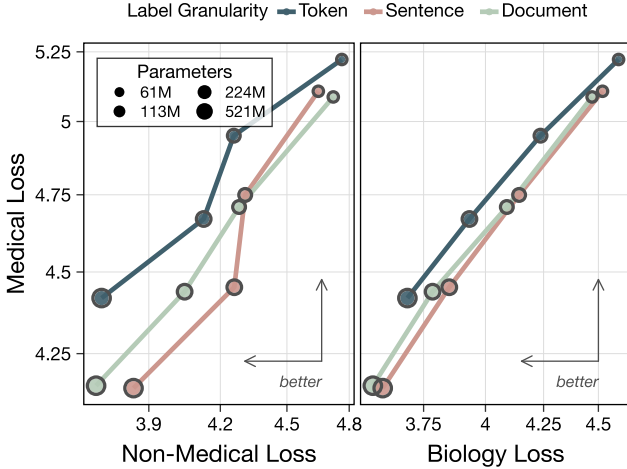 Label Granularity Token Sentence Document
Parameters
61M 224M
113M 521M
Medical Loss
5.25
5
4.75
4.5
4.25
better
better
3.9 4.2 4.5 4.8
3.75 4 4.25 4.5
Non-Medical Loss
Biology Loss